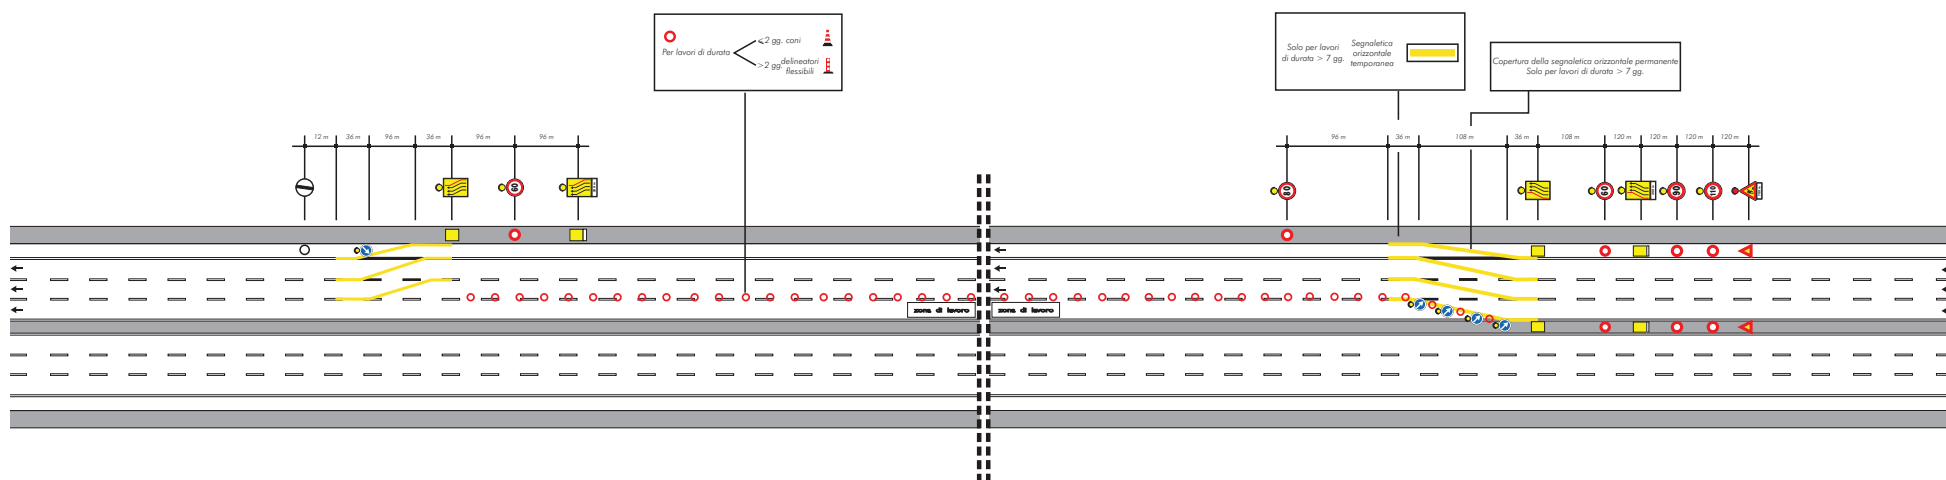 Per lavori di durata
≤2 gg. coni
>2 gg.
delineatori
flessibili
Solo per lavori
di durata > 7 gg.
Segnaletica
orizzontale
temporanea
Copertura della segnaletica orizzontale permanente
Solo per lavori di durata > 7 gg.
12 m
36 m
96 m
36 m
96 m
96 m
96 m
36 m
108 m
36 m
108 m
120 m
120 m
120 m
120 m
60
80
60
90
110
zona di lavoro
zona di lavoro